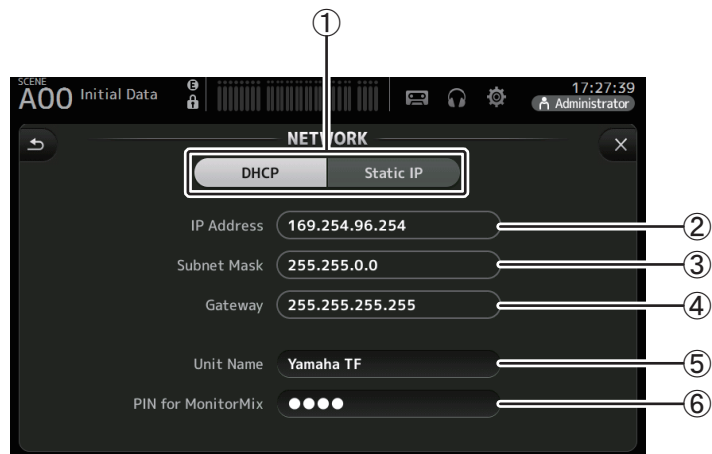 ①
SCENE
A00 Initial Data E 17:27:39
Administrator
NETWORK
DHCP Static IP
IP Address 169.254.96.254 ②
Subnet Mask 255.255.0.0 ③
Gateway 255.255.255.255 ④
Unit Name Yamaha TF ⑤
PIN for MonitorMix ●●●● ⑥